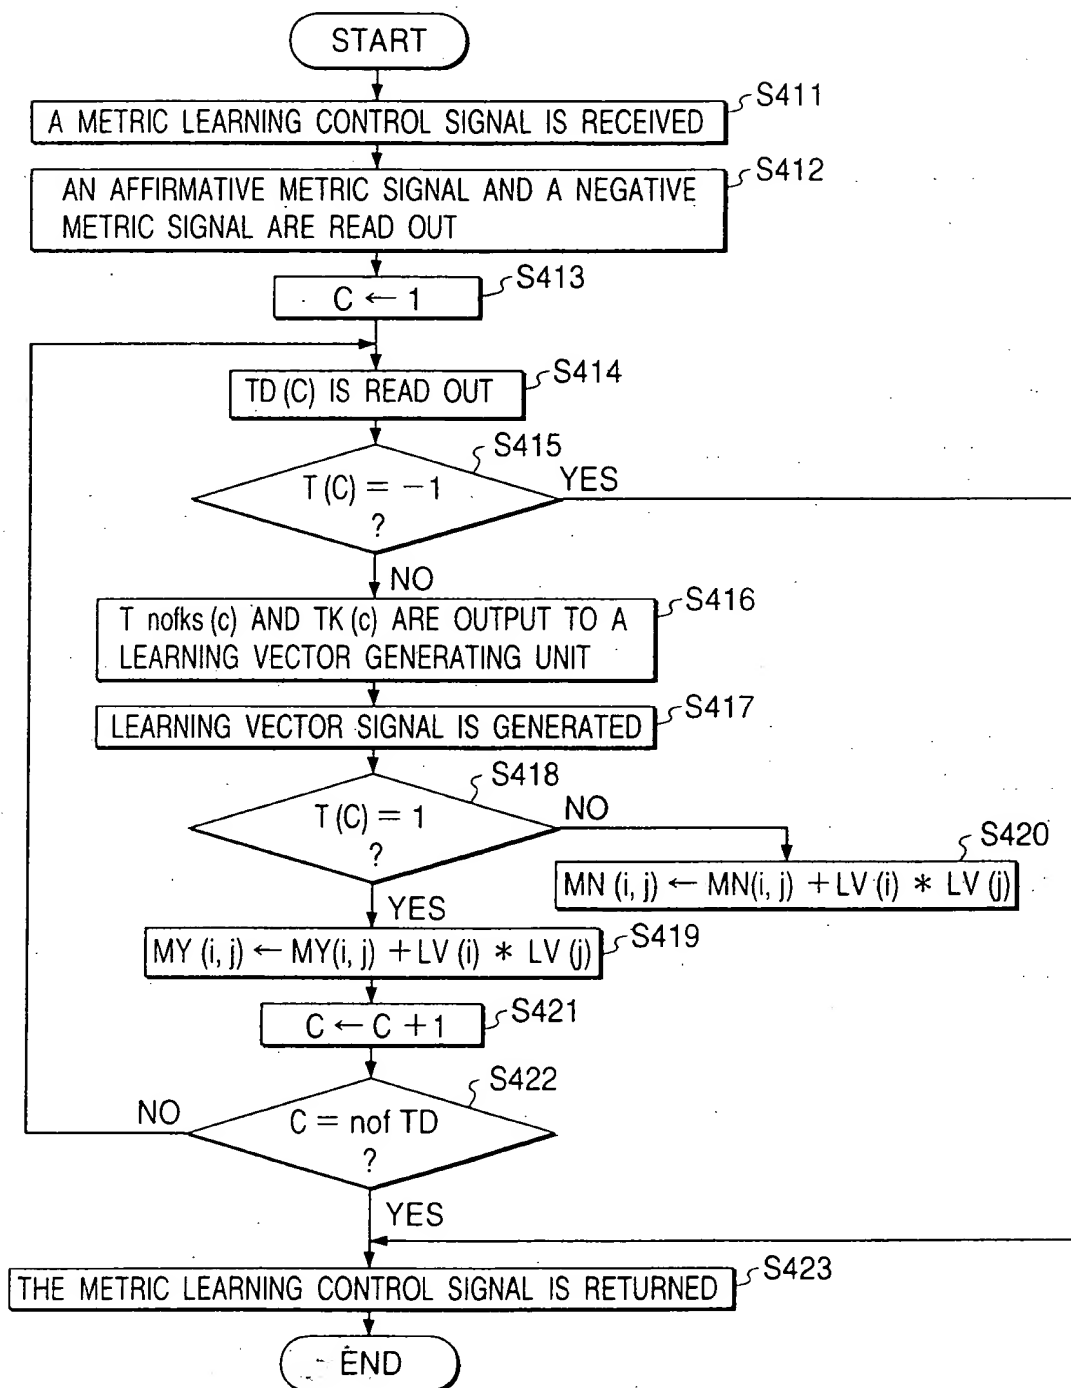 START
A METRIC LEARNING CONTROL SIGNAL IS RECEIVED
S411
AN AFFIRMATIVE METRIC SIGNAL AND A NEGATIVE
METRIC SIGNAL ARE READ OUT
S412
C ← 1
S413
TD (C) IS READ OUT
S414
T (C) = −1
?
S415
YES
NO
T nofks (c) AND TK (c) ARE OUTPUT TO A
LEARNING VECTOR GENERATING UNIT
S416
LEARNING VECTOR SIGNAL IS GENERATED
S417
T (C) = 1
?
S418
NO
YES
MN (i, j) ← MN(i, j) + LV (i) * LV (j)
S420
MY (i, j) ← MY(i, j) + LV (i) * LV (j)
S419
C ← C + 1
S421
C = nof TD
?
S422
NO
YES
THE METRIC LEARNING CONTROL SIGNAL IS RETURNED
S423
END